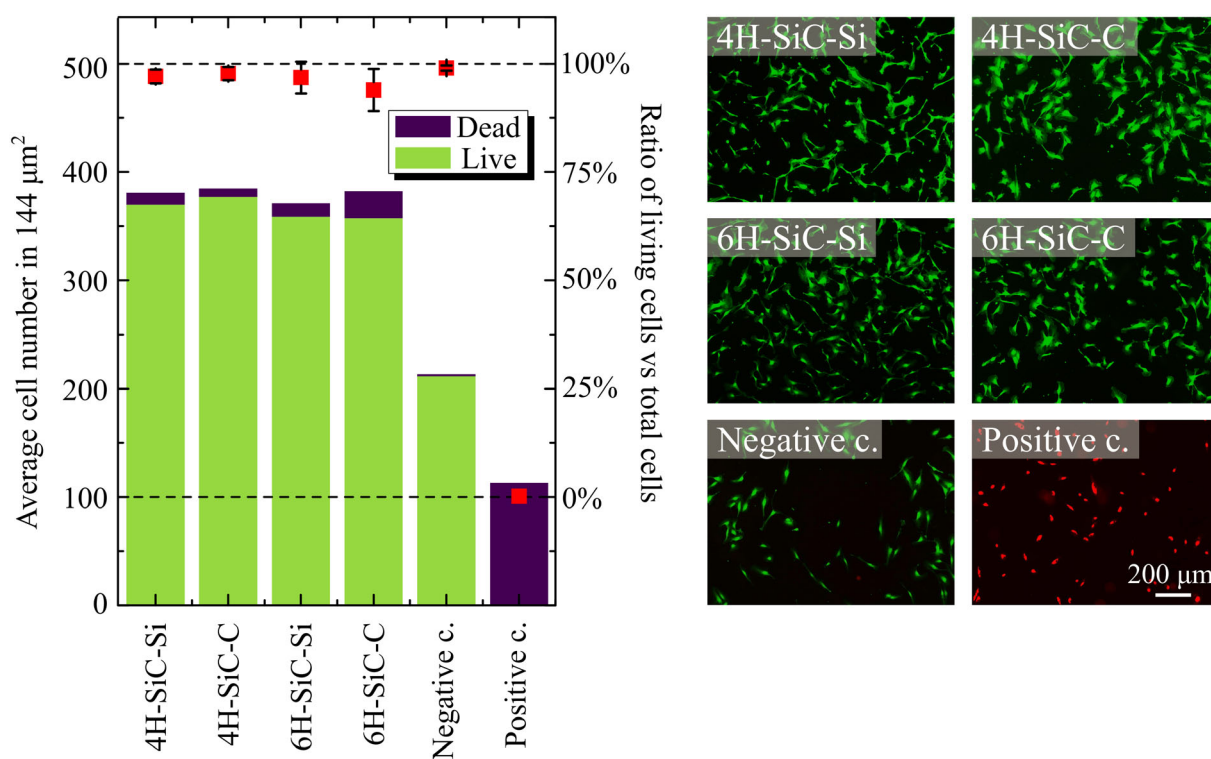 Average cell number in 144 μm²
500
400
300
200
100
0
100%
75%
50%
25%
0%
Ratio of living cells vs total cells
Dead
Live
4H-SiC-Si
4H-SiC-C
6H-SiC-Si
6H-SiC-C
Negative c.
Positive c.
4H-SiC-Si
4H-SiC-C
6H-SiC-Si
6H-SiC-C
Negative c.
Positive c.
200 μm